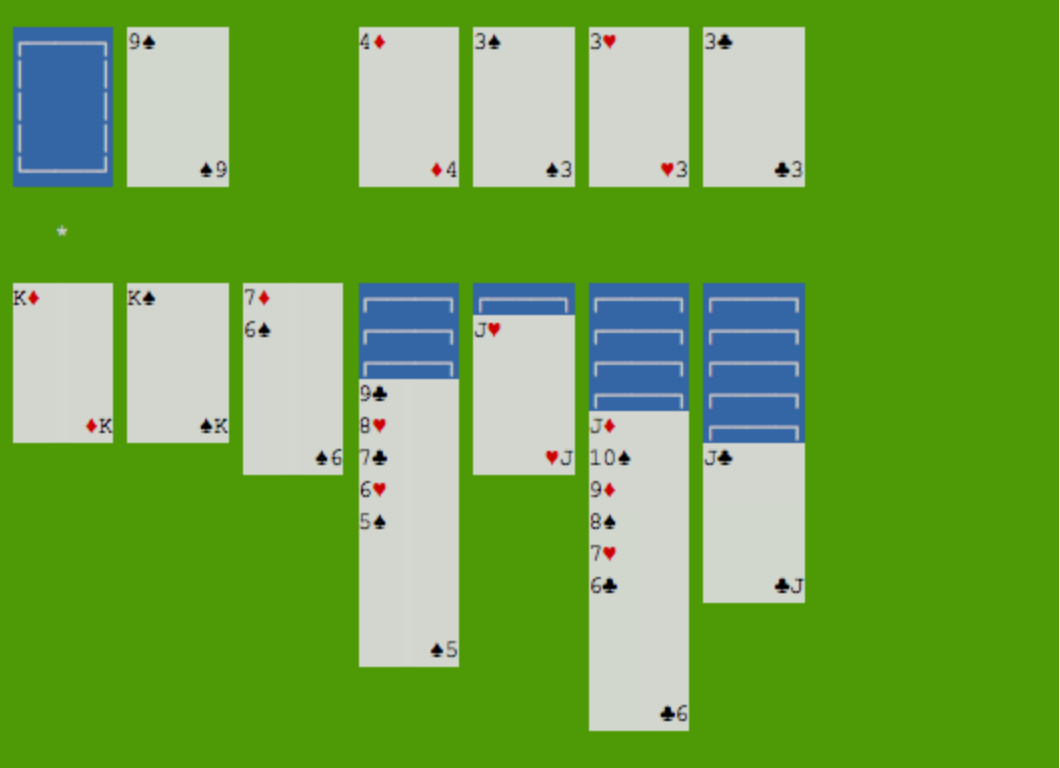 9♠ 4♦ 3♠ 3♥ 3♣
♠9 ♦4 ♠3 ♥3 ♣3
*
K♦ K♠ 7♦
6♠ J♥
9♣
8♥ J♦
♦K ♠K
♠6 7♣ ♥J 10♠ J♣
6♥ 9♦
5♠ 8♠
7♥
6♣ ♣J
♠5
♣6